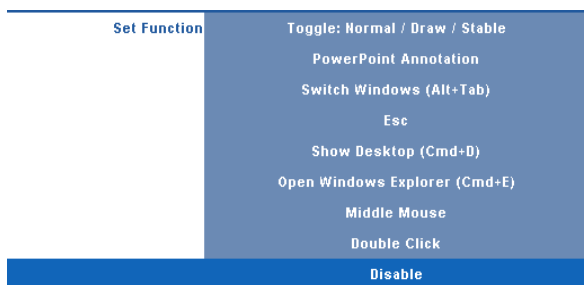 Set Function Toggle: Normal / Draw / Stable
PowerPoint Annotation
Switch Windows (Alt+Tab)
Esc
Show Desktop (Cmd+D)
Open Windows Explorer (Cmd+E)
Middle Mouse
Double Click
Disable